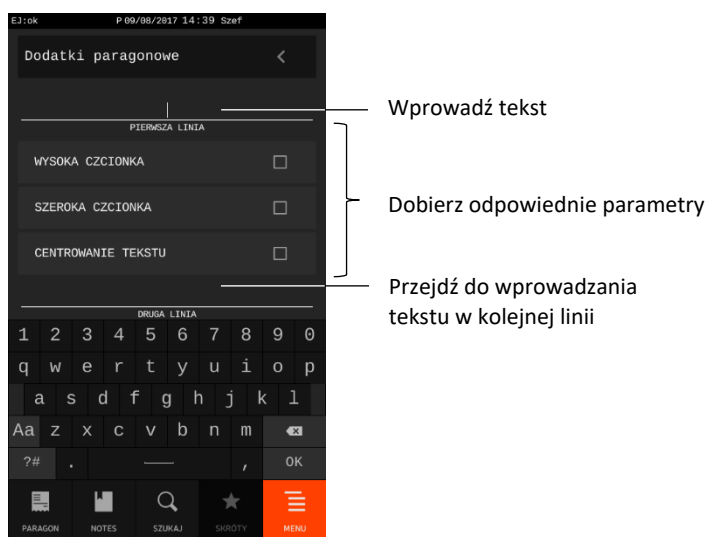 EJ:ok P 09/08/2017 14:39 Szef
Dodatki paragonowe <
Wprowadź tekst
PIERWSZA LINIA
WYSOKA CZCIONKA
SZEROKA CZCIONKA
Dobierz odpowiednie parametry
CENTROWANIE TEKSTU
Przejdź do wprowadzania
tekstu w kolejnej linii
DRUGA LINIA
1 2 3 4 5 6 7 8 9 0
q w e r t y u i o p
a s d f g h j k l
Aa z x c v b n m
?# . , OK
PARAGON NOTES SZUKAJ SKRÓTY MENU